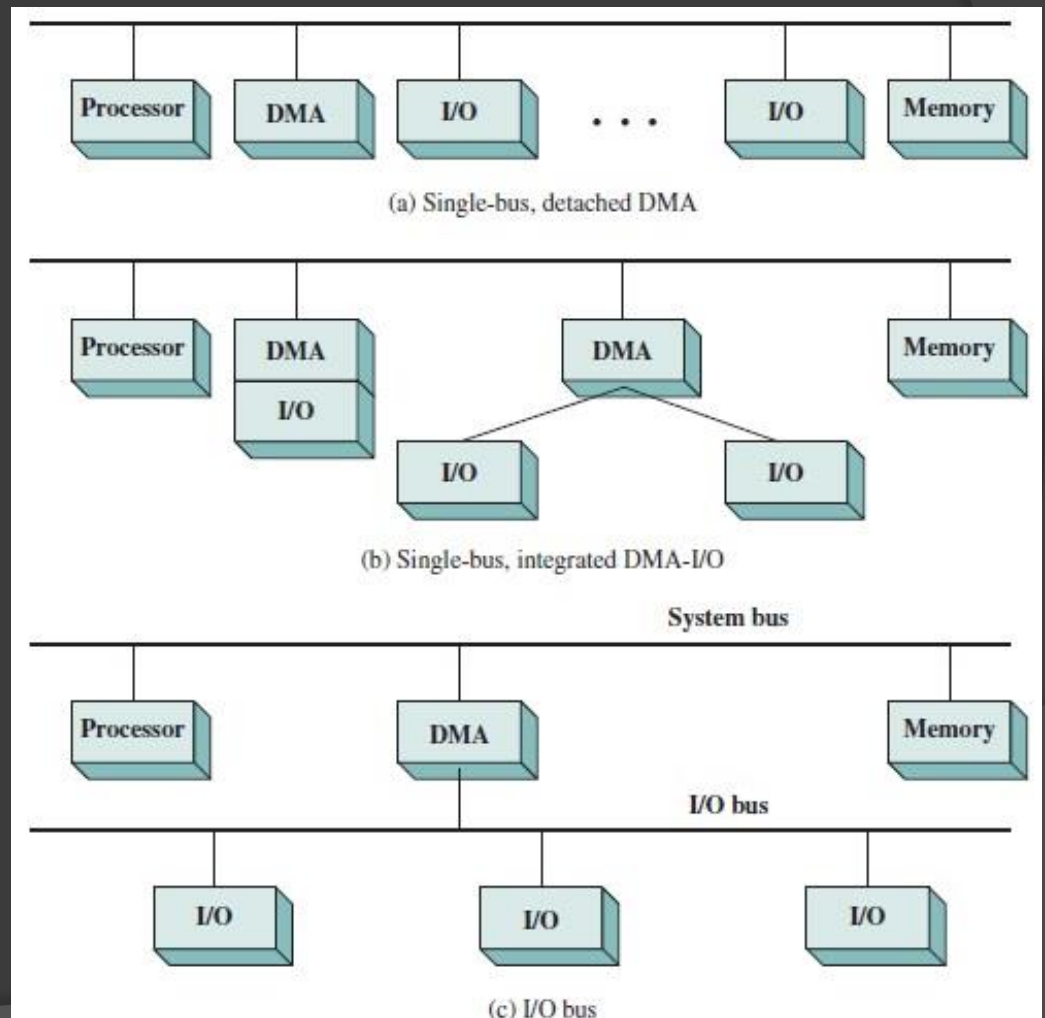 Processor DMA I/O . . . I/O Memory
(a) Single-bus, detached DMA
Processor DMA DMA Memory
I/O
I/O I/O
(b) Single-bus, integrated DMA-I/O
System bus
Processor DMA Memory
I/O bus
I/O I/O I/O
(c) I/O bus